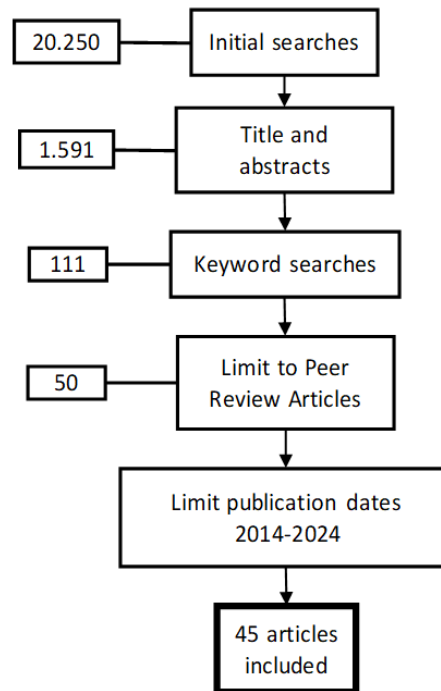 20.250
Initial searches
1.591
Title and
abstracts
111
Keyword searches
50
Limit to Peer
Review Articles
Limit publication dates
2014-2024
45 articles
included